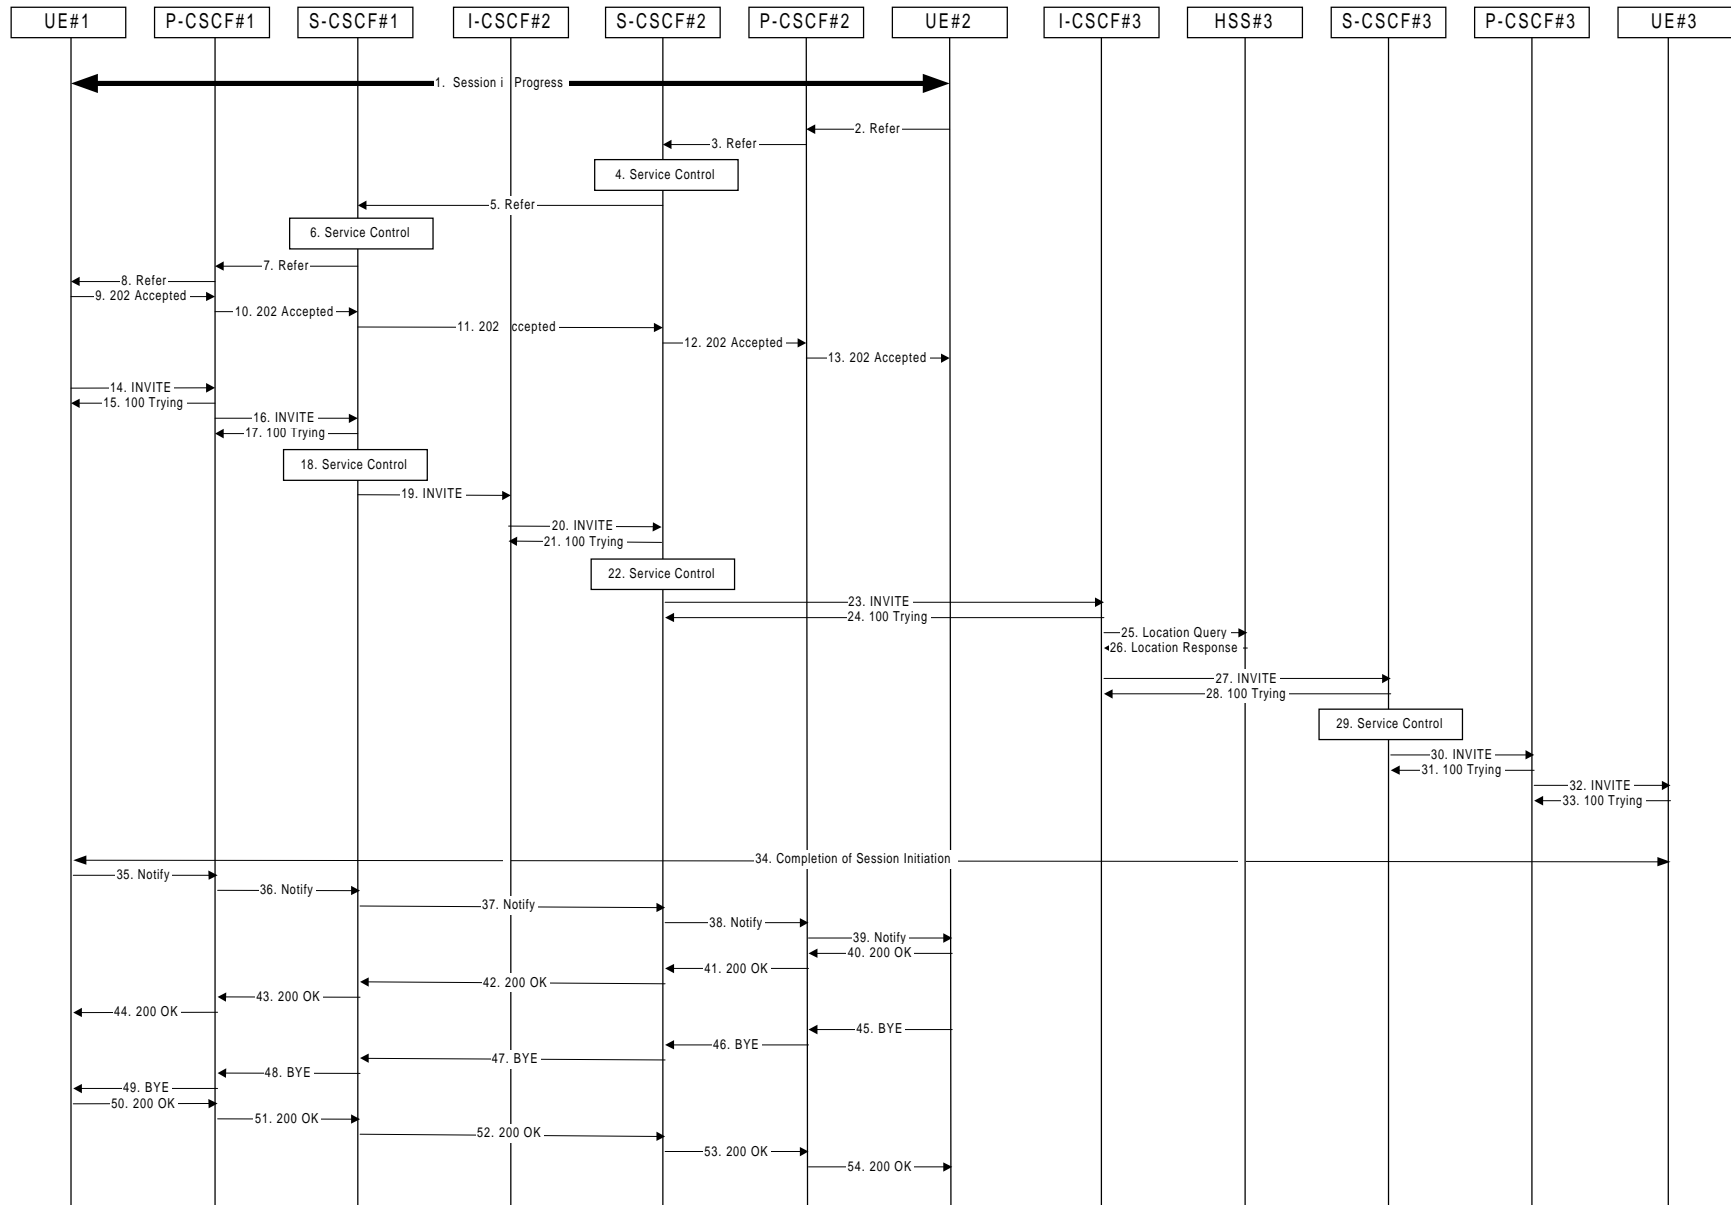 UE#1 P-CSCF#1 S-CSCF#1 I-CSCF#2 S-CSCF#2 P-CSCF#2 UE#2 I-CSCF#3 HSS#3 S-CSCF#3 P-CSCF#3 UE#3
1. Session i Progress
2. Refer
3. Refer
4. Service Control
5. Refer
6. Service Control
7. Refer
8. Refer
9. 202 Accepted
10. 202 Accepted
11. 202 ccepted
12. 202 Accepted
13. 202 Accepted
14. INVITE
15. 100 Trying
16. INVITE
17. 100 Trying
18. Service Control
19. INVITE
20. INVITE
21. 100 Trying
22. Service Control
23. INVITE
24. 100 Trying
25. Location Query
26. Location Response
27. INVITE
28. 100 Trying
29. Service Control
30. INVITE
31. 100 Trying
32. INVITE
33. 100 Trying
34. Completion of Session Initiation
35. Notify
36. Notify
37. Notify
38. Notify
39. Notify
40. 200 OK
41. 200 OK
42. 200 OK
43. 200 OK
44. 200 OK
45. BYE
46. BYE
47. BYE
48. BYE
49. BYE
50. 200 OK
51. 200 OK
52. 200 OK
53. 200 OK
54. 200 OK